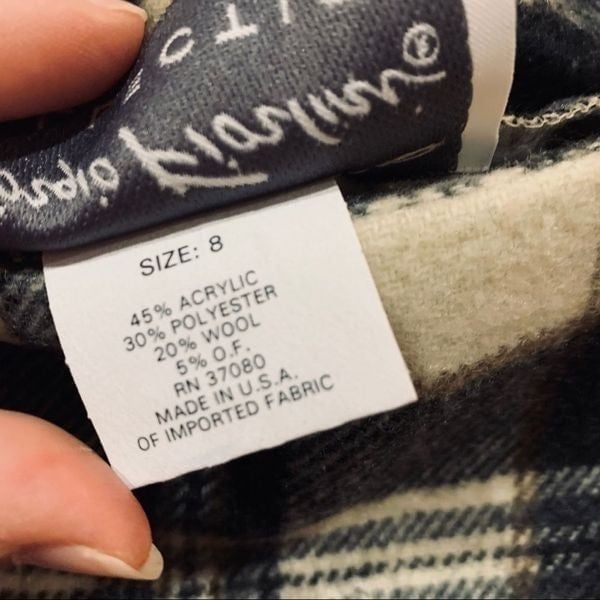 SIZE: 8
45% ACRYLIC
30% POLYESTER
20% WOOL
5% O.F.
RN 37080
MADE IN U.S.A.
OF IMPORTED FABRIC